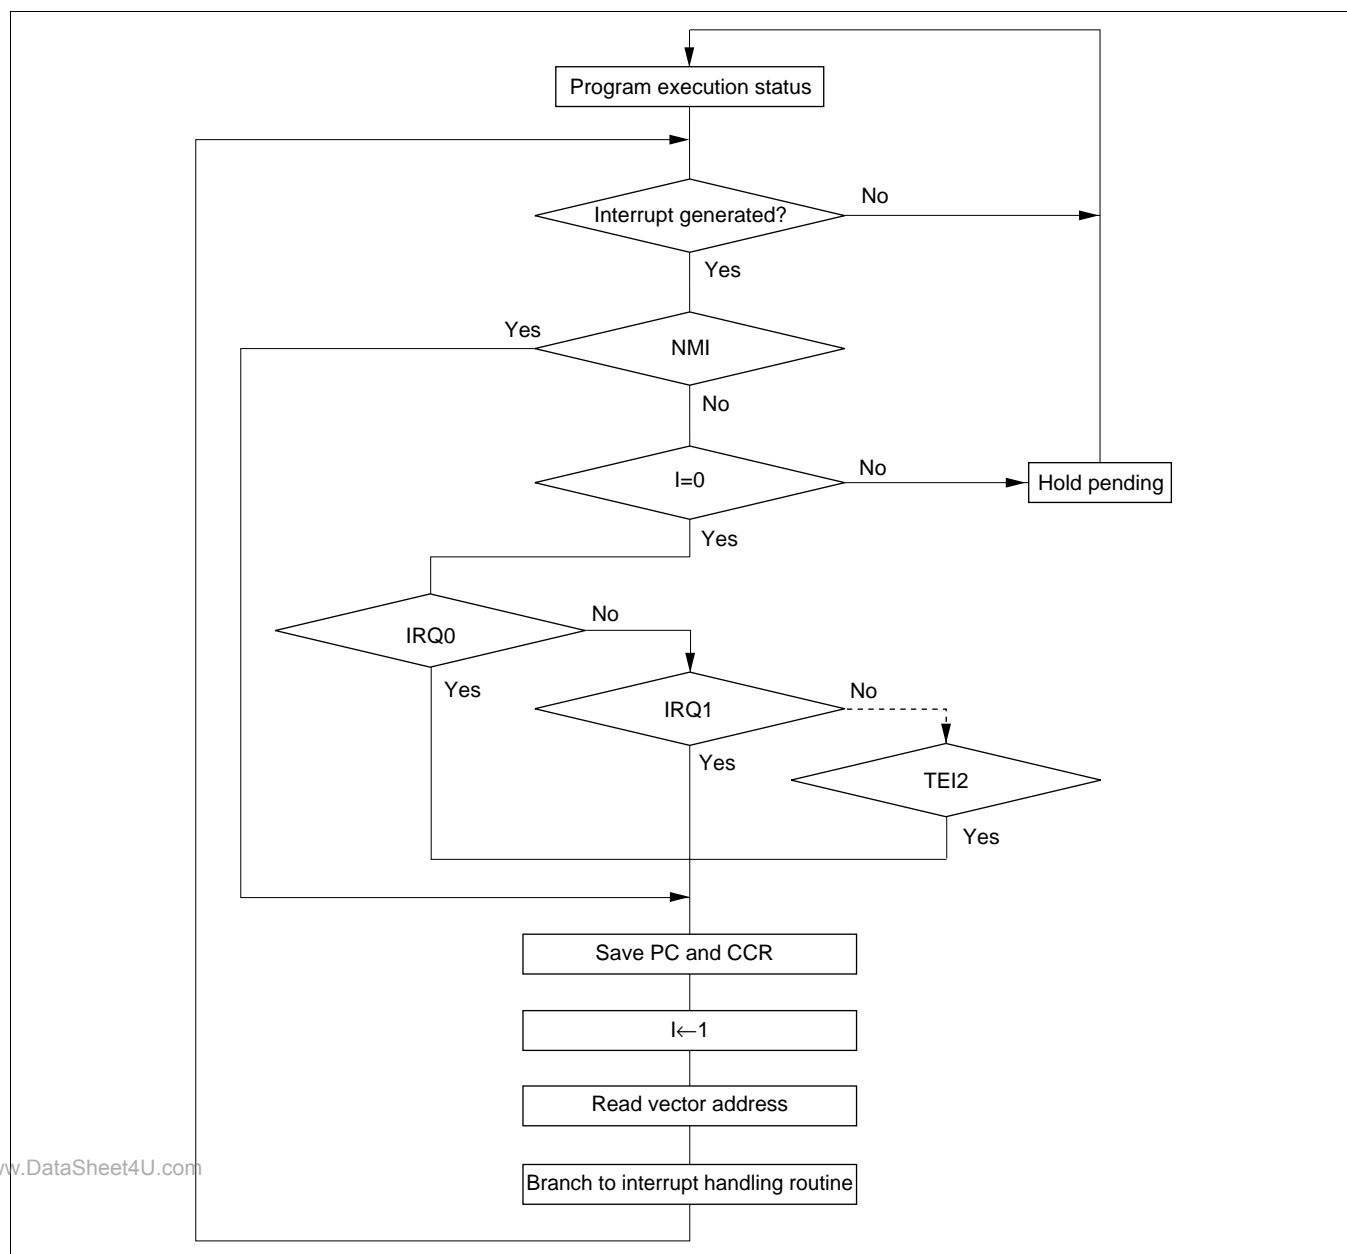 Program execution status
Interrupt generated?
No
Yes
Yes
NMI
No
I=0
No
Hold pending
Yes
IRQ0
No
Yes
IRQ1
No
Yes
TEI2
Yes
Save PC and CCR
I←1
Read vector address
w.DataSheet4U.com
Branch to interrupt handling routine